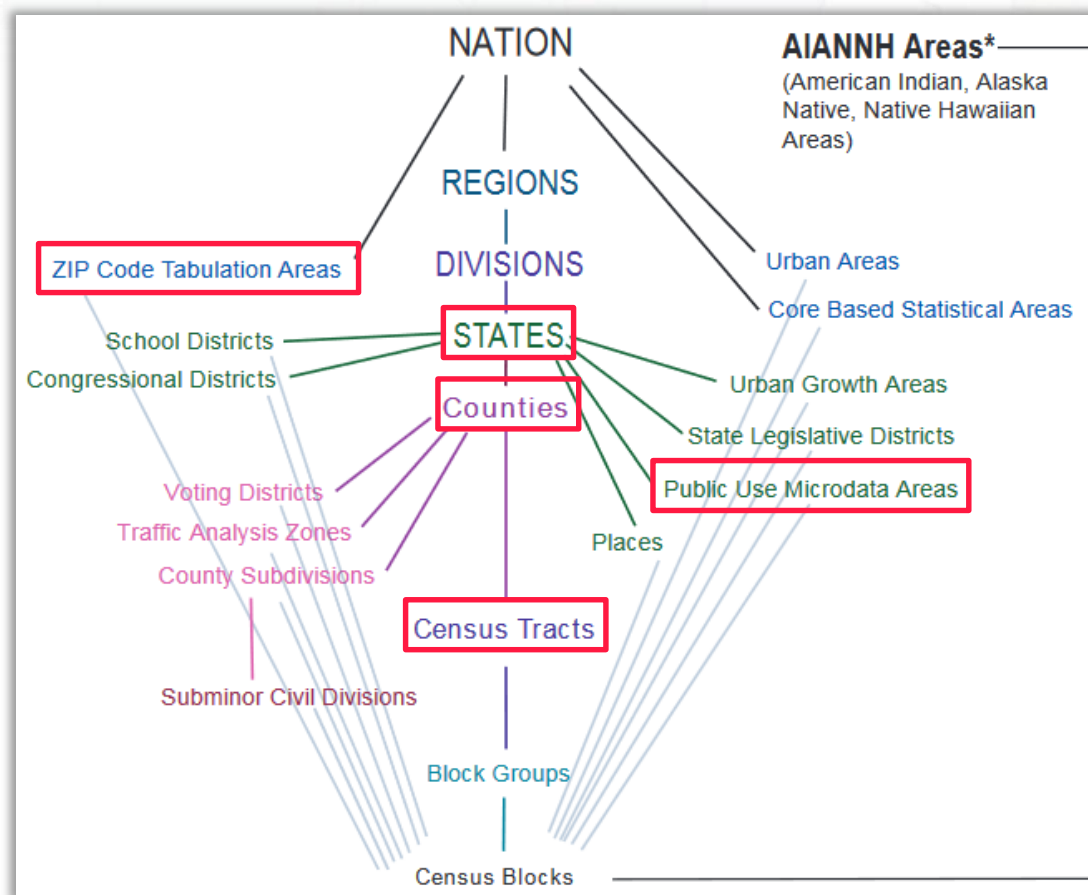 NATION
AIANNH Areas*
(American Indian, Alaska
Native, Native Hawaiian
Areas)
REGIONS
ZIP Code Tabulation Areas
DIVISIONS
Urban Areas
Core Based Statistical Areas
School Districts
STATES
Congressional Districts
Urban Growth Areas
Counties
State Legislative Districts
Voting Districts
Public Use Microdata Areas
Traffic Analysis Zones
Places
County Subdivisions
Census Tracts
Subminor Civil Divisions
Block Groups
Census Blocks